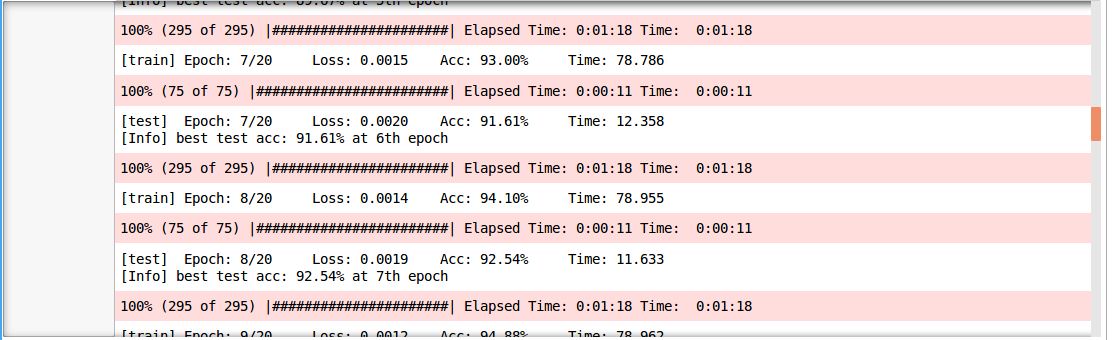 [Info] best test acc: 89.67% at 5th epoch
100% (295 of 295) |######################| Elapsed Time: 0:01:18 Time:  0:01:18
[train] Epoch: 7/20     Loss: 0.0015    Acc: 93.00%     Time: 78.786
100% (75 of 75) |########################| Elapsed Time: 0:00:11 Time:  0:00:11
[test]  Epoch: 7/20     Loss: 0.0020    Acc: 91.61%     Time: 12.358
[Info] best test acc: 91.61% at 6th epoch
100% (295 of 295) |######################| Elapsed Time: 0:01:18 Time:  0:01:18
[train] Epoch: 8/20     Loss: 0.0014    Acc: 94.10%     Time: 78.955
100% (75 of 75) |########################| Elapsed Time: 0:00:11 Time:  0:00:11
[test]  Epoch: 8/20     Loss: 0.0019    Acc: 92.54%     Time: 11.633
[Info] best test acc: 92.54% at 7th epoch
100% (295 of 295) |######################| Elapsed Time: 0:01:18 Time:  0:01:18
[train] Epoch: 9/20     Loss: 0.0012    Acc: 94.88%     Time: 78.962